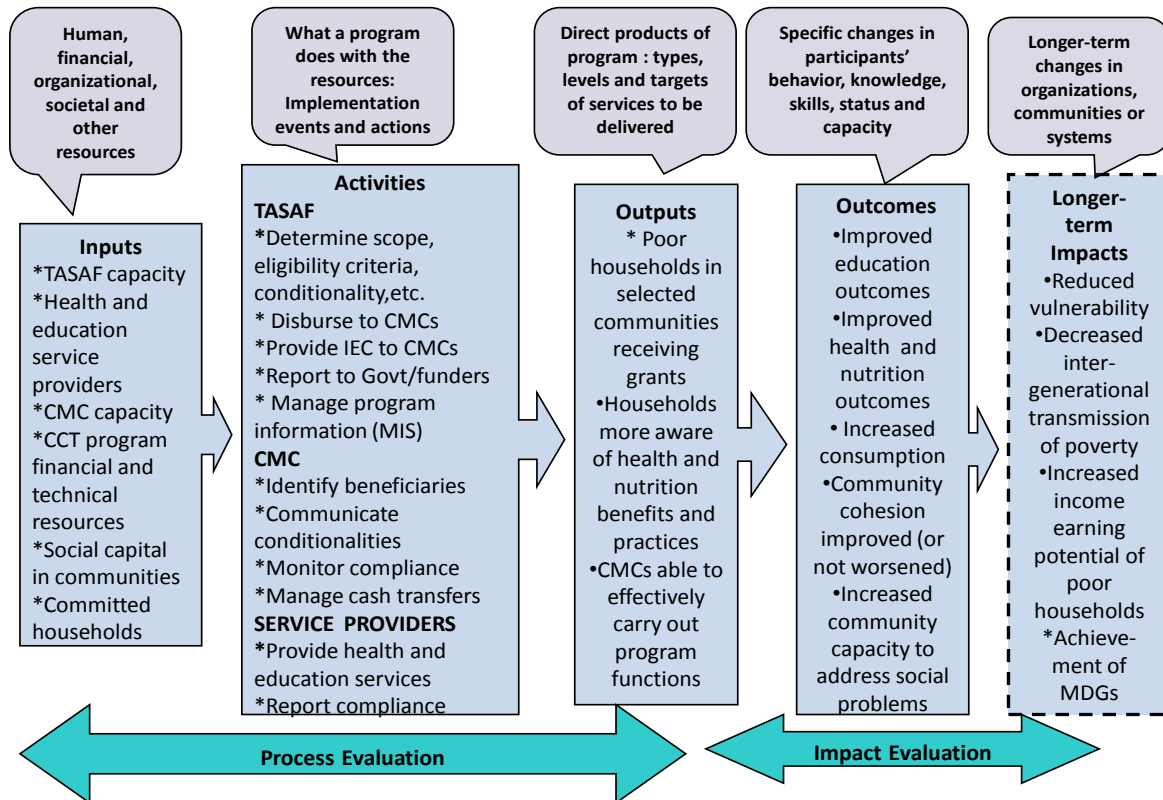 Human,
financial,
organizational,
societal and
other
resources
What a program
does with the
resources:
Implementation
events and actions
Direct products of
program : types,
levels and targets
of services to be
delivered
Specific changes in
participants'
behavior, knowledge,
skills, status and
capacity
Longer-term
changes in
organizations,
communities or
systems
Inputs
*TASAF capacity
*Health and
education
service
providers
*CMC capacity
*CCT program
financial and
technical
resources
*Social capital
in communities
*Committed
households
Activities
TASAF
*Determine scope,
eligibility criteria,
conditionality,etc.
* Disburse to CMCs
*Provide IEC to CMCs
*Report to Govt/funders
* Manage program
information (MIS)
CMC
*Identify beneficiaries
*Communicate
conditionalities
*Monitor compliance
*Manage cash transfers
SERVICE PROVIDERS
*Provide health and
education services
*Report compliance
Outputs
* Poor
households in
selected
communities
receiving
grants
•Households
more aware
of health and
nutrition
benefits and
practices
•CMCs able to
effectively
carry out
program
functions
Outcomes
•Improved
education
outcomes
•Improved
health and
nutrition
outcomes
• Increased
consumption
•Community
cohesion
improved (or
not worsened)
•Increased
community
capacity to
address social
problems
Longer-
term
Impacts
•Reduced
vulnerability
•Decreased
inter-
generational
transmission
of poverty
•Increased
income
earning
potential of
poor
households
*Achieve-
ment of
MDGs
Process Evaluation
Impact Evaluation